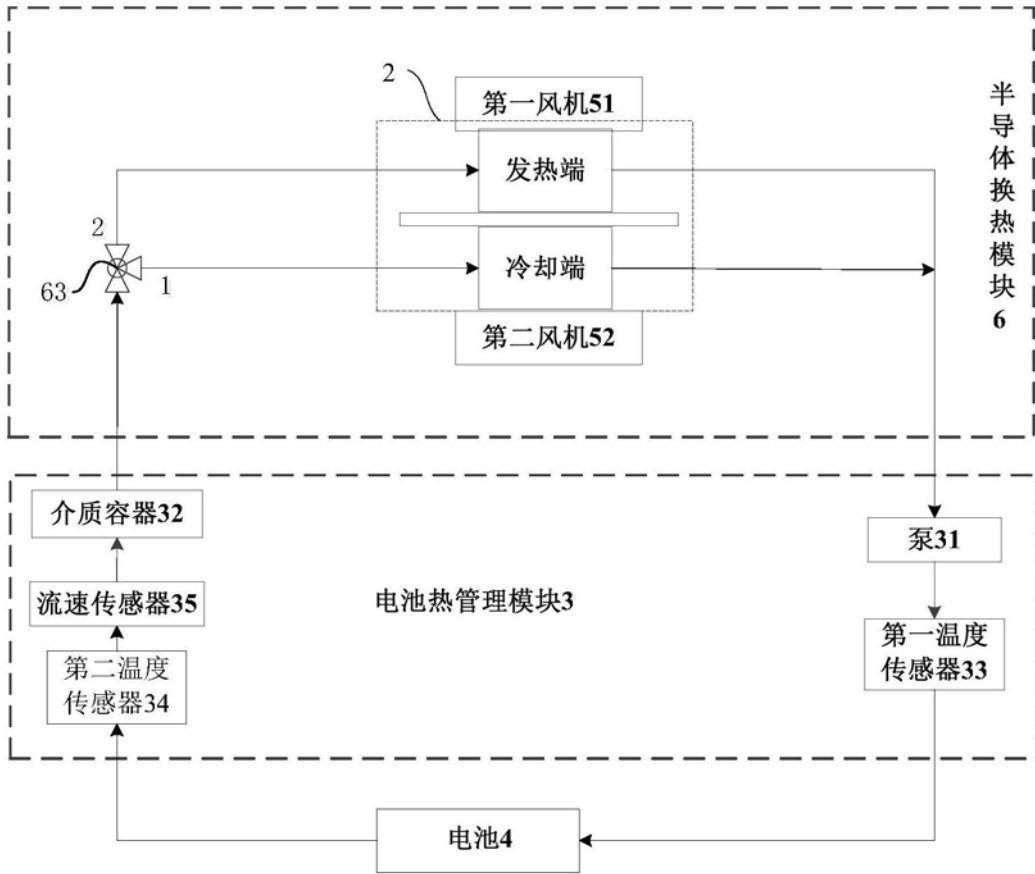 2
第一风机51
发热端
冷却端
第二风机52
半导体换热模块6
2
1
63
介质容器32
流速传感器35
第二温度
传感器34
电池热管理模块3
泵31
第一温度
传感器33
电池4